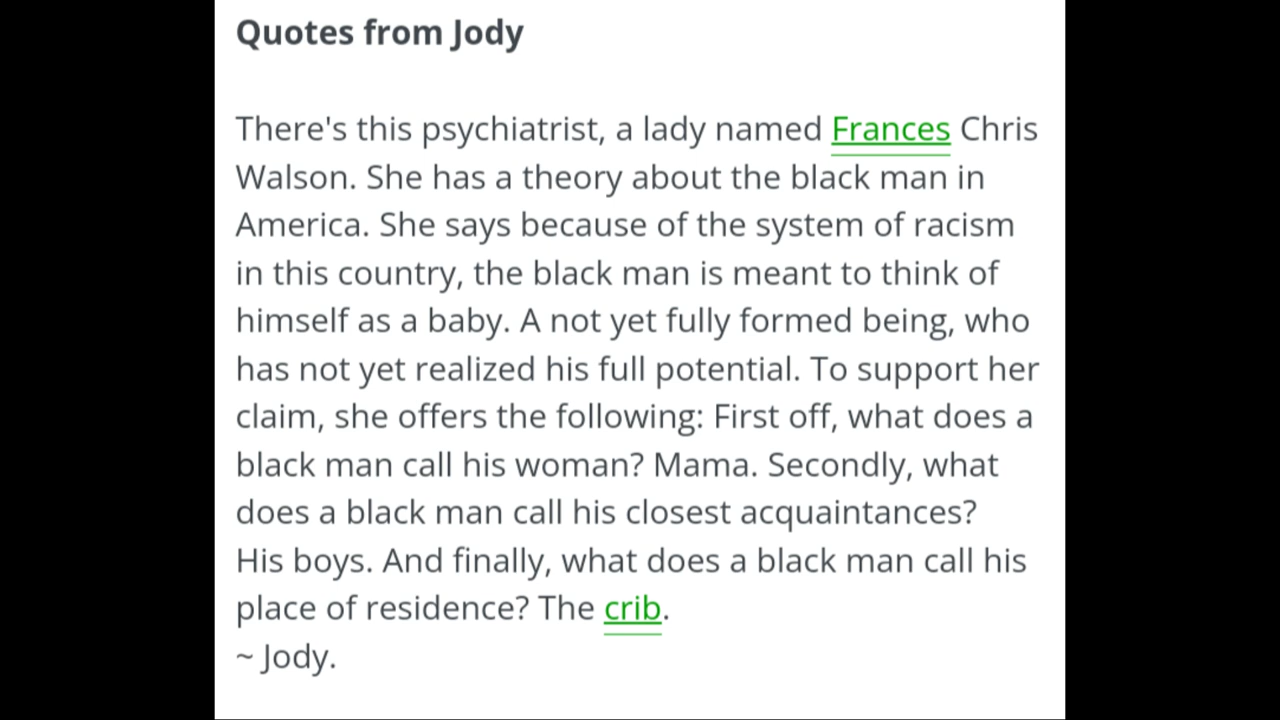 Quotes from Jody
There's this psychiatrist, a lady named Frances Chris
Walson. She has a theory about the black man in
America. She says because of the system of racism
in this country, the black man is meant to think of
himself as a baby. A not yet fully formed being, who
has not yet realized his full potential. To support her
claim, she offers the following: First off, what does a
black man call his woman? Mama. Secondly, what
does a black man call his closest acquaintances?
His boys. And finally, what does a black man call his
place of residence? The crib.
~ Jody.